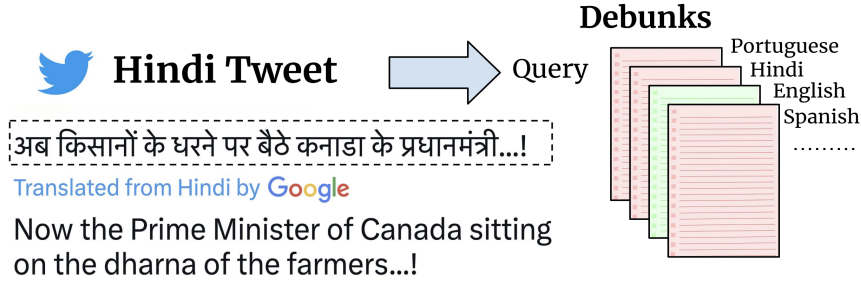 Debunks
Hindi Tweet
Query
Portuguese
Hindi
English
Spanish
.........
अब किसानों के धरने पर बैठे कनाडा के प्रधानमंत्री...!
Translated from Hindi by Google
Now the Prime Minister of Canada sitting
on the dharna of the farmers...!